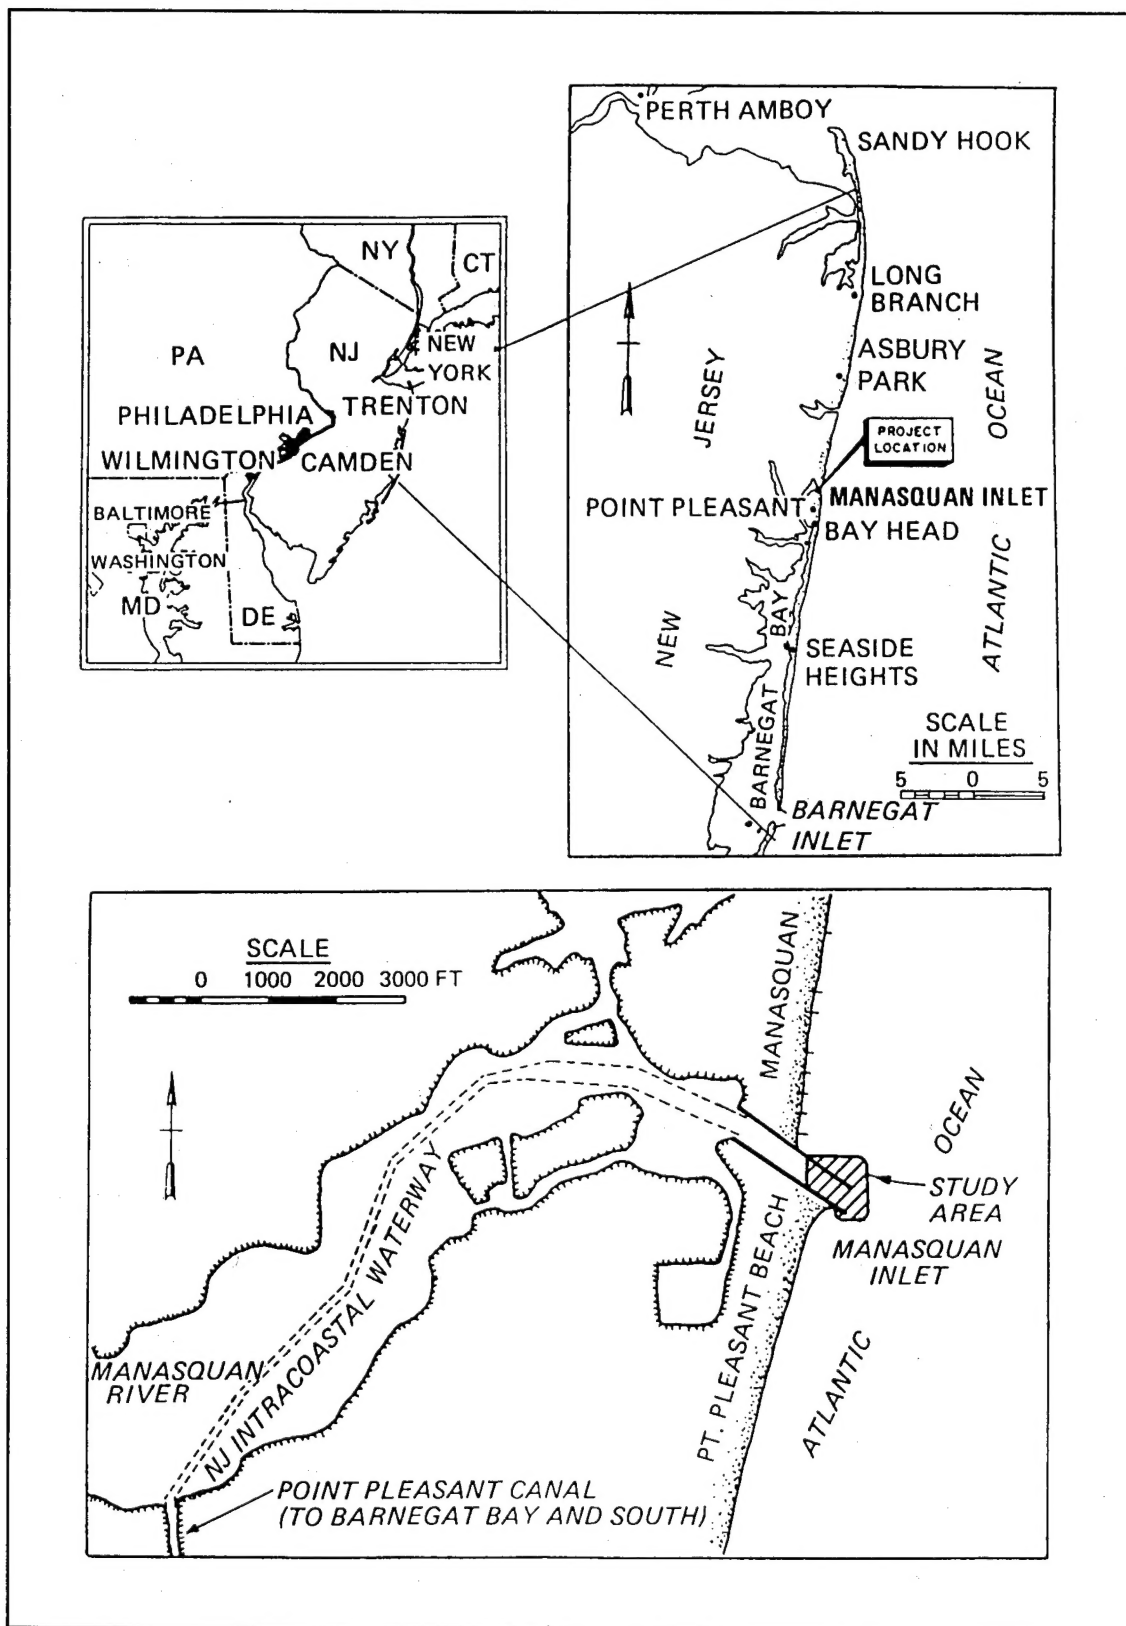 PERTH AMBOY
SANDY HOOK
LONG
BRANCH
ASBURY
PARK
PROJECT
LOCATION
MANASQUAN INLET
POINT PLEASANT
BAY HEAD
SEASIDE
HEIGHTS
NEW
JERSEY
ATLANTIC
OCEAN
BARNEGAT
BAY
SCALE
IN MILES
5 0 5
BARNEGAT
INLET
NY
CT
PA
NJ
NEW
YORK
TRENTON
PHILADELPHIA
WILMINGTON
CAMDEN
BALTIMORE
WASHINGTON
MD
DE
SCALE
0 1000 2000 3000 FT
MANASQUAN
OCEAN
STUDY
AREA
MANASQUAN
INLET
ATLANTIC
PT. PLEASANT BEACH
NJ INTRACOASTAL WATERWAY
MANASQUAN
RIVER
POINT PLEASANT CANAL
(TO BARNEGAT BAY AND SOUTH)